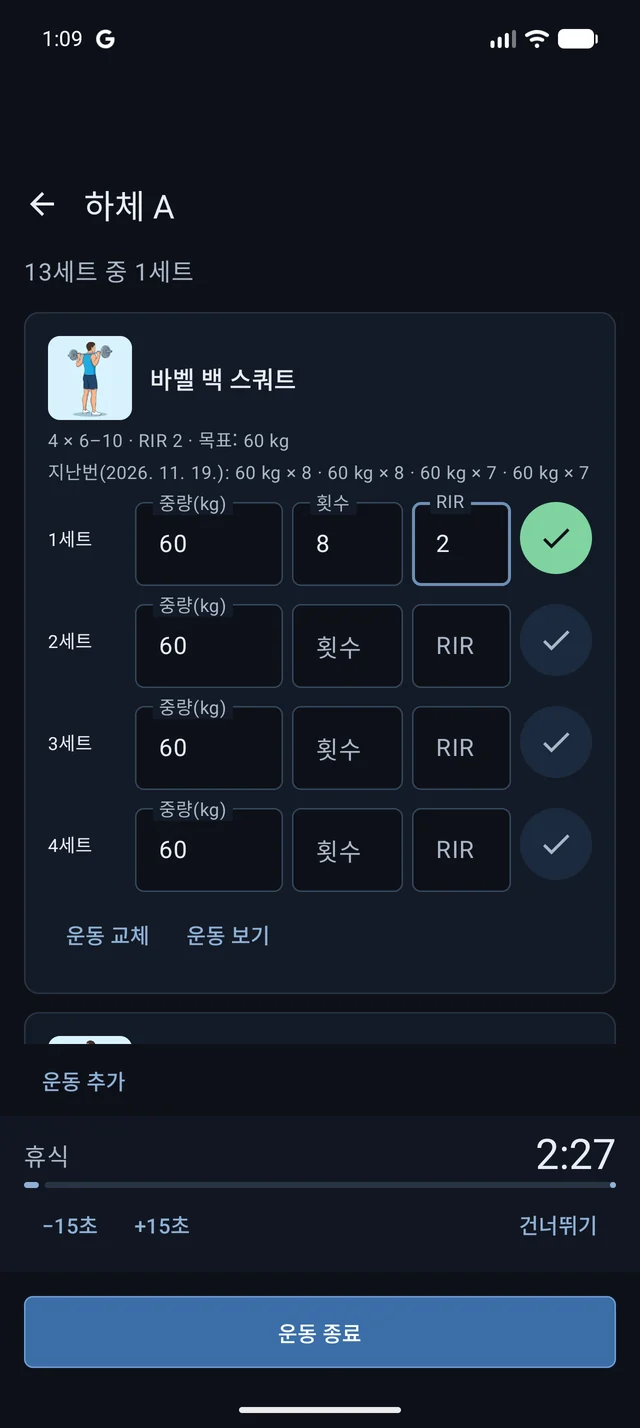 1:09 G
하체 A
13세트 중 1세트
바벨 백 스쿼트
4 × 6–10 · RIR 2 · 목표: 60 kg
지난번(2026. 11. 19.): 60 kg × 8 · 60 kg × 8 · 60 kg × 7 · 60 kg × 7
중량(kg) 횟수 RIR
1세트 60 8 2
중량(kg)
2세트 60 횟수 RIR
중량(kg)
3세트 60 횟수 RIR
중량(kg)
4세트 60 횟수 RIR
운동 교체 운동 보기
운동 추가
휴식 2:27
−15초 +15초 건너뛰기
운동 종료